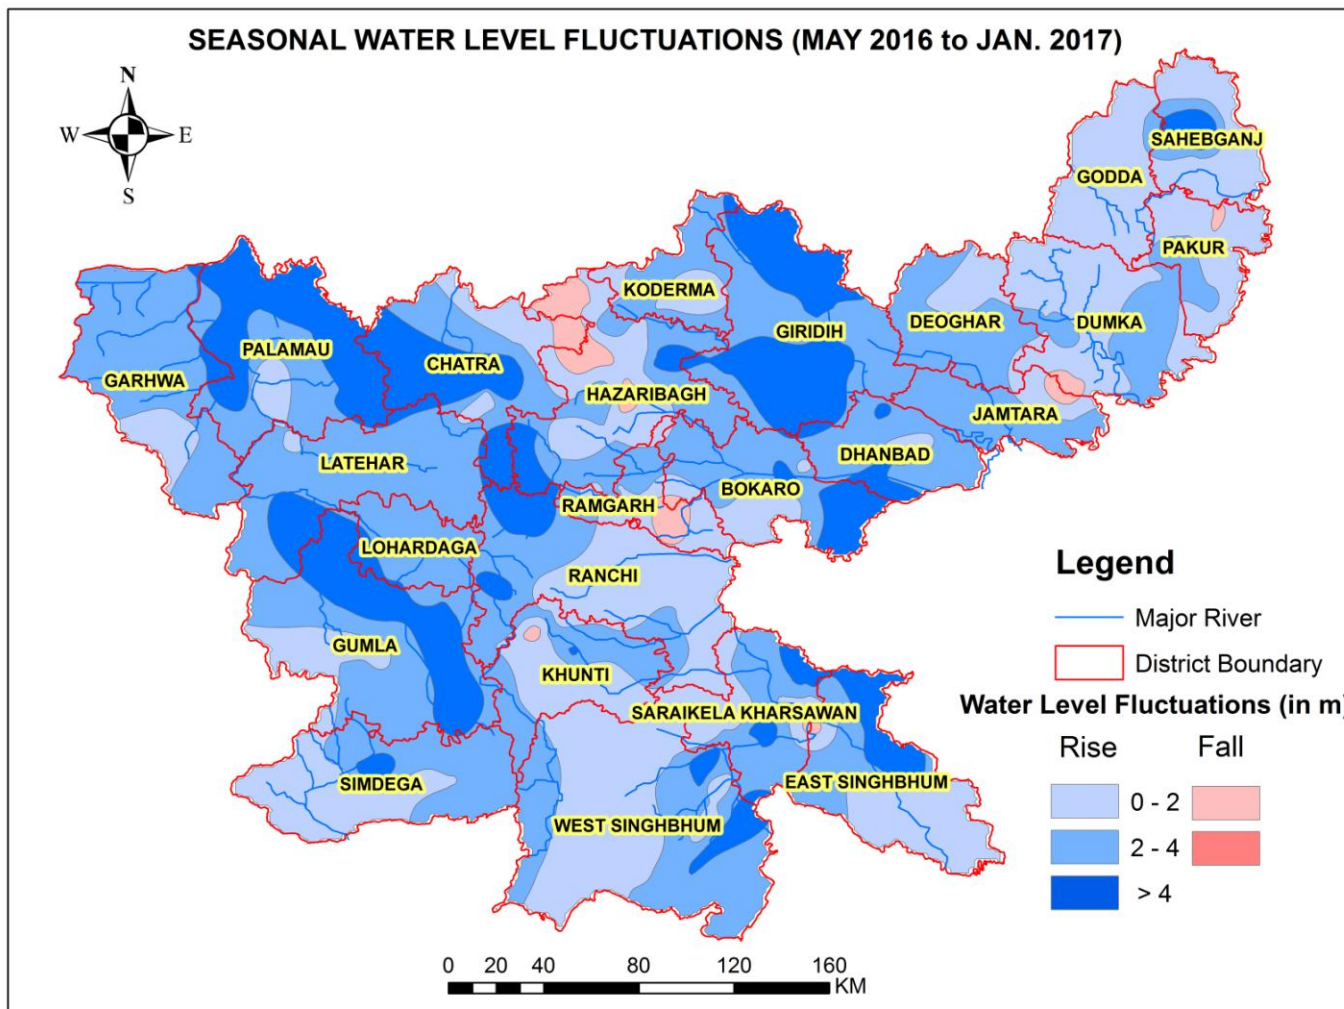 SEASONAL WATER LEVEL FLUCTUATIONS (MAY 2016 to JAN. 2017)
N
W E
S
SAHEBGANJ
GODDA
PAKUR
KODERMA
DEOGHAR
DUMKA
GIRIDIH
PALAMAU
CHATRA
GARHWA
HAZARIBAGH
JAMTARA
LATEHAR
DHANBAD
BOKARO
RAMGARH
LOHARDAGA
RANCHI
GUMLA
KHUNTI
SARAIKELA KHARSAWAN
SIMDEGA
EAST SINGHBHUM
WEST SINGHBHUM
Legend
Major River
District Boundary
Water Level Fluctuations (in m)
Rise Fall
0 - 2
2 - 4
> 4
0 20 40 80 120 160
KM